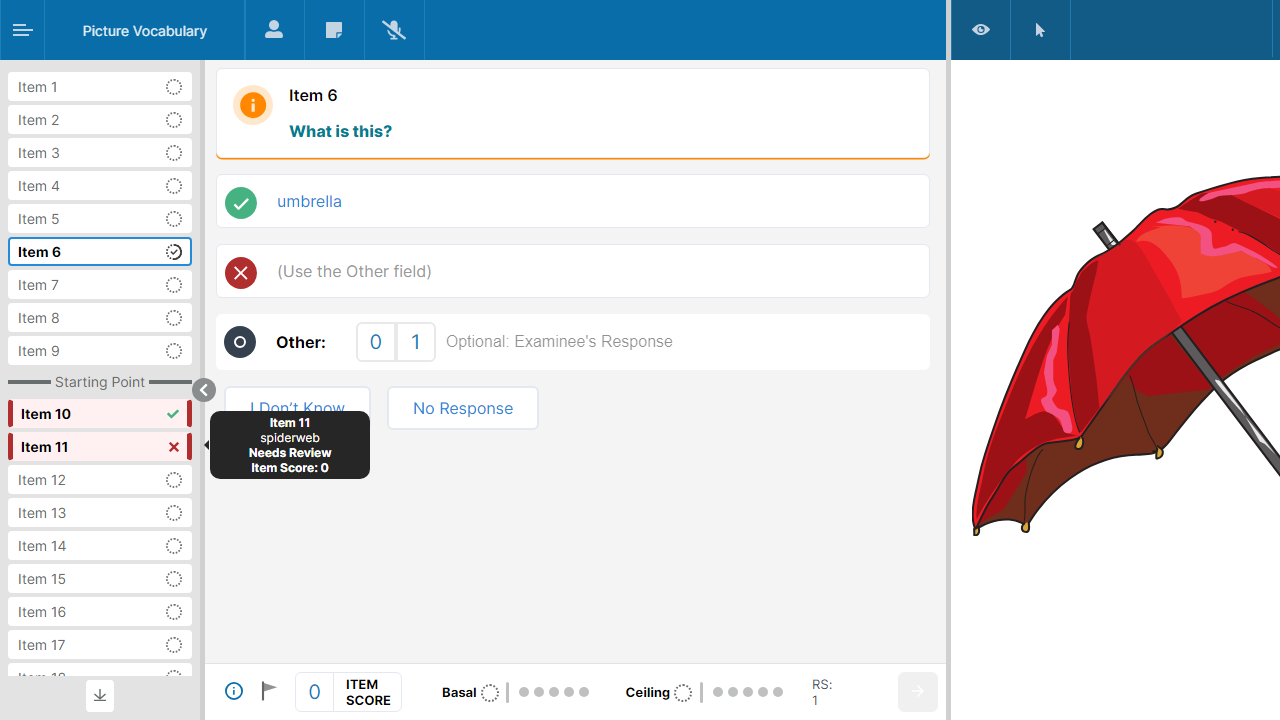 Picture Vocabulary
Item 1
Item 2
Item 3
Item 4
Item 5
Item 6
Item 7
Item 8
Item 9
Starting Point
Item 10
Item 11
Item 12
Item 13
Item 14
Item 15
Item 16
Item 17
Item 18
Item 6
What is this?
umbrella
(Use the Other field)
Other: 0 1 Optional: Examinee's Response
I Don't Know No Response
Item 11
spiderweb
Needs Review
Item Score: 0
0 ITEM SCORE Basal Ceiling RS: 1